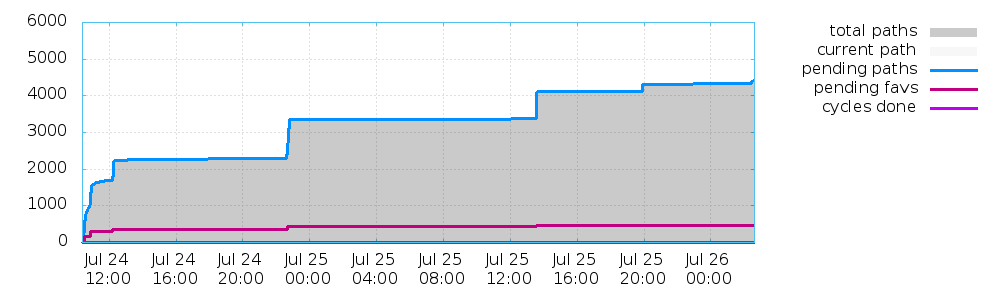 6000
5000
4000
3000
2000
1000
0
Jul 24 Jul 24 Jul 24 Jul 25 Jul 25 Jul 25 Jul 25 Jul 25 Jul 25 Jul 26
12:00 16:00 20:00 00:00 04:00 08:00 12:00 16:00 20:00 00:00
total paths
current path
pending paths
pending favs
cycles done